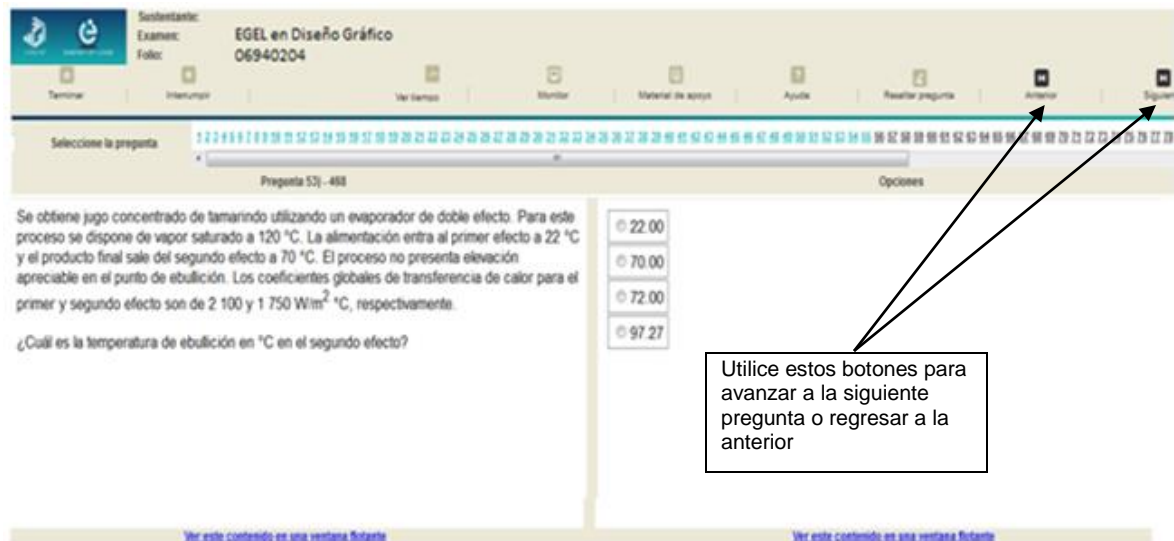 Sustentante:
Examen: EGEL en Diseño Gráfico
Folio: 06940204
Terminar
Interrumpir
Ver tiempo
Monitor
Material de apoyo
Ayuda
Resaltar pregunta
Anterior
Siguien
Seleccione la pregunta
Pregunta 53) - 468
Opciones
Se obtiene jugo concentrado de tamarindo utilizando un evaporador de doble efecto. Para este
proceso se dispone de vapor saturado a 120 °C. La alimentación entra al primer efecto a 22 °C
y el producto final sale del segundo efecto a 70 °C. El proceso no presenta elevación
apreciable en el punto de ebullición. Los coeficientes globales de transferencia de calor para el
primer y segundo efecto son de 2 100 y 1 750 W/m² °C, respectivamente.
¿Cuál es la temperatura de ebullición en °C en el segundo efecto?
22.00
70.00
72.00
97.27
Utilice estos botones para
avanzar a la siguiente
pregunta o regresar a la
anterior
Ver este contenido en una ventana flotante
Ver este contenido en una ventana flotante